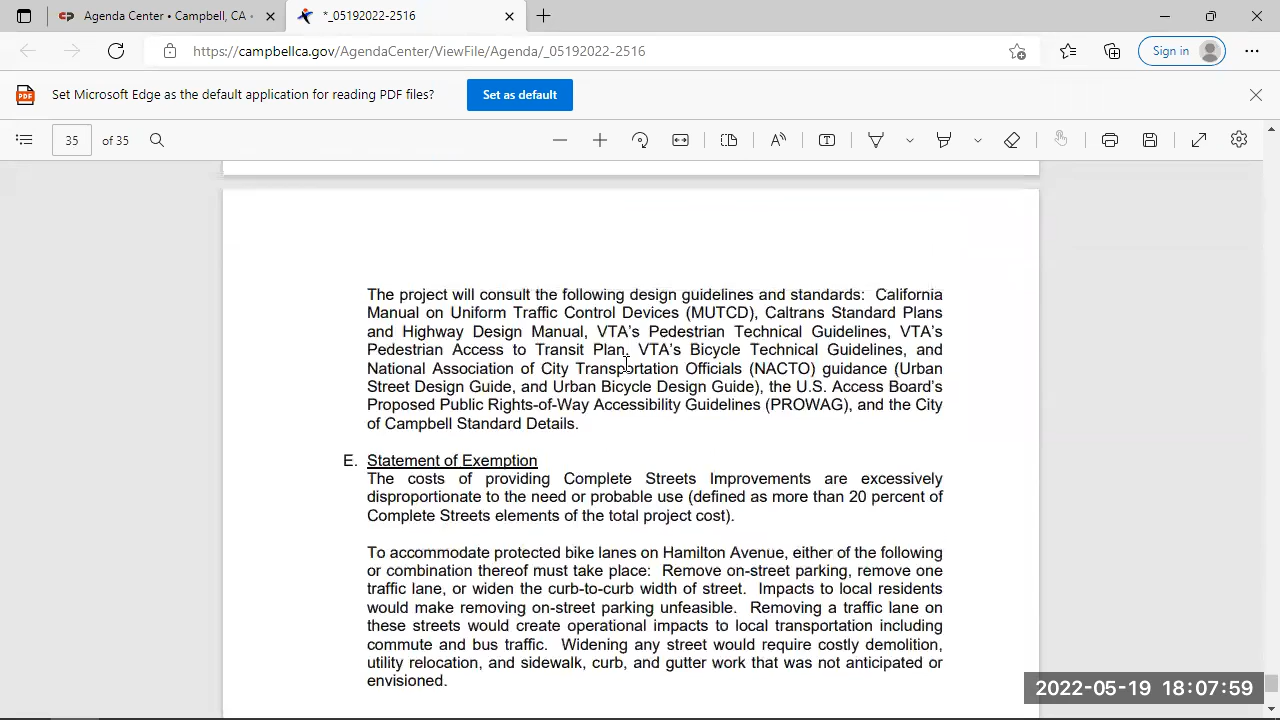 Agenda Center • Campbell, CA
*_05192022-2516
https://campbellca.gov/AgendaCenter/ViewFile/Agenda/_05192022-2516
Sign in
Set Microsoft Edge as the default application for reading PDF files?
Set as default
35 of 35
The project will consult the following design guidelines and standards: California
Manual on Uniform Traffic Control Devices (MUTCD), Caltrans Standard Plans
and Highway Design Manual, VTA's Pedestrian Technical Guidelines, VTA's
Pedestrian Access to Transit Plan, VTA's Bicycle Technical Guidelines, and
National Association of City Transportation Officials (NACTO) guidance (Urban
Street Design Guide, and Urban Bicycle Design Guide), the U.S. Access Board's
Proposed Public Rights-of-Way Accessibility Guidelines (PROWAG), and the City
of Campbell Standard Details.
E. Statement of Exemption
The costs of providing Complete Streets Improvements are excessively
disproportionate to the need or probable use (defined as more than 20 percent of
Complete Streets elements of the total project cost).
To accommodate protected bike lanes on Hamilton Avenue, either of the following
or combination thereof must take place: Remove on-street parking, remove one
traffic lane, or widen the curb-to-curb width of street. Impacts to local residents
would make removing on-street parking unfeasible. Removing a traffic lane on
these streets would create operational impacts to local transportation including
commute and bus traffic. Widening any street would require costly demolition,
utility relocation, and sidewalk, curb, and gutter work that was not anticipated or
envisioned.
2022-05-19 18:07:59